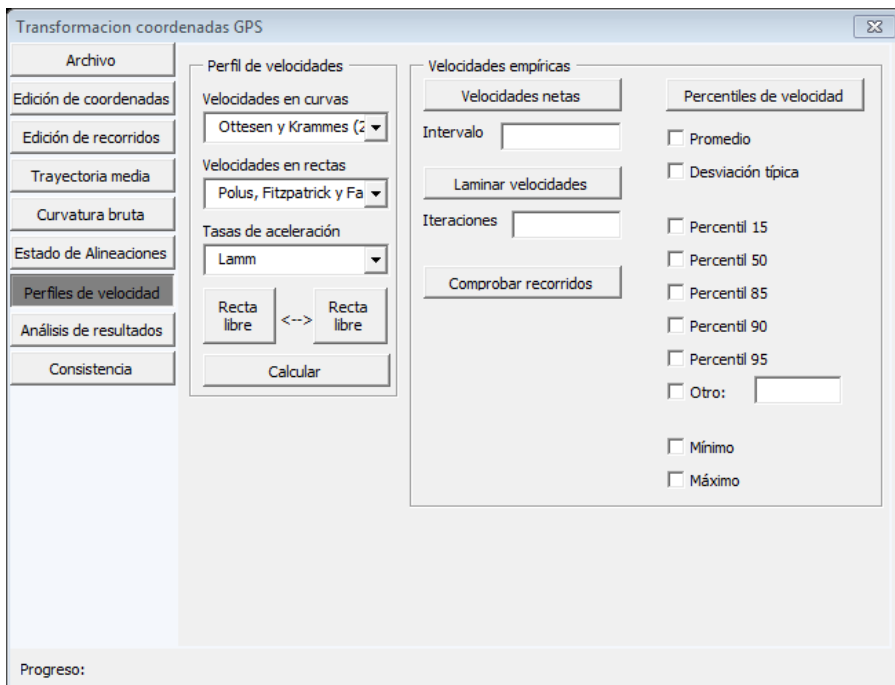 Transformacion coordenadas GPS
Archivo
Edición de coordenadas
Edición de recorridos
Trayectoria media
Curvatura bruta
Estado de Alineaciones
Perfiles de velocidad
Análisis de resultados
Consistencia
Perfil de velocidades
Velocidades en curvas
Ottesen y Krammes (2
Velocidades en rectas
Polus, Fitzpatrick y Fa
Tasas de aceleración
Lamm
Recta libre <--> Recta libre
Calcular
Velocidades empíricas
Velocidades netas
Intervalo
Laminar velocidades
Iteraciones
Comprobar recorridos
Percentiles de velocidad
Promedio
Desviación típica
Percentil 15
Percentil 50
Percentil 85
Percentil 90
Percentil 95
Otro:
Mínimo
Máximo
Progreso: